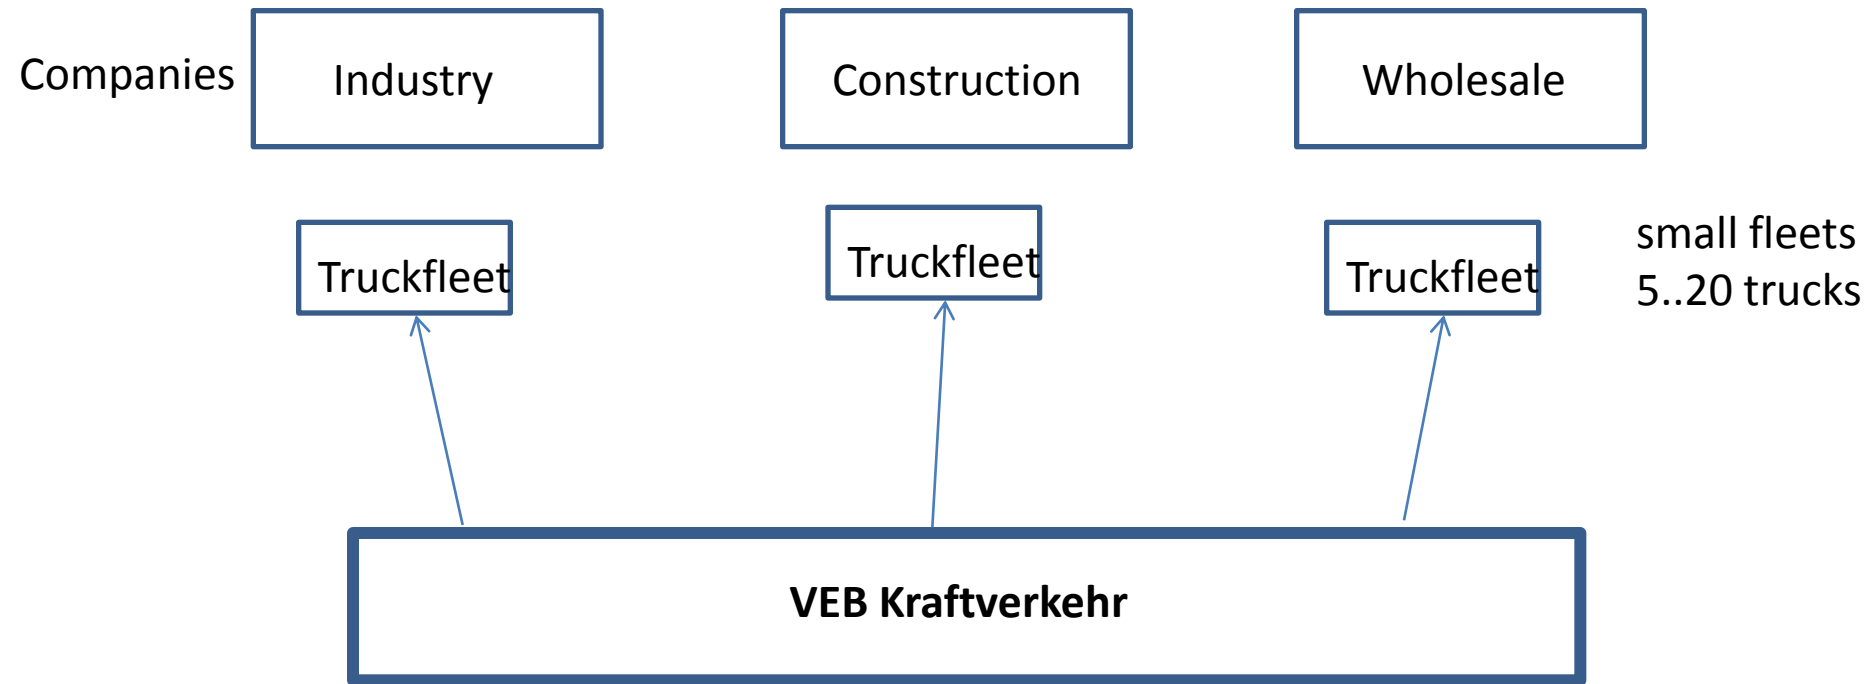 Companies
Industry
Construction
Wholesale
Truckfleet
Truckfleet
Truckfleet
small fleets
5..20 trucks
VEB Kraftverkehr